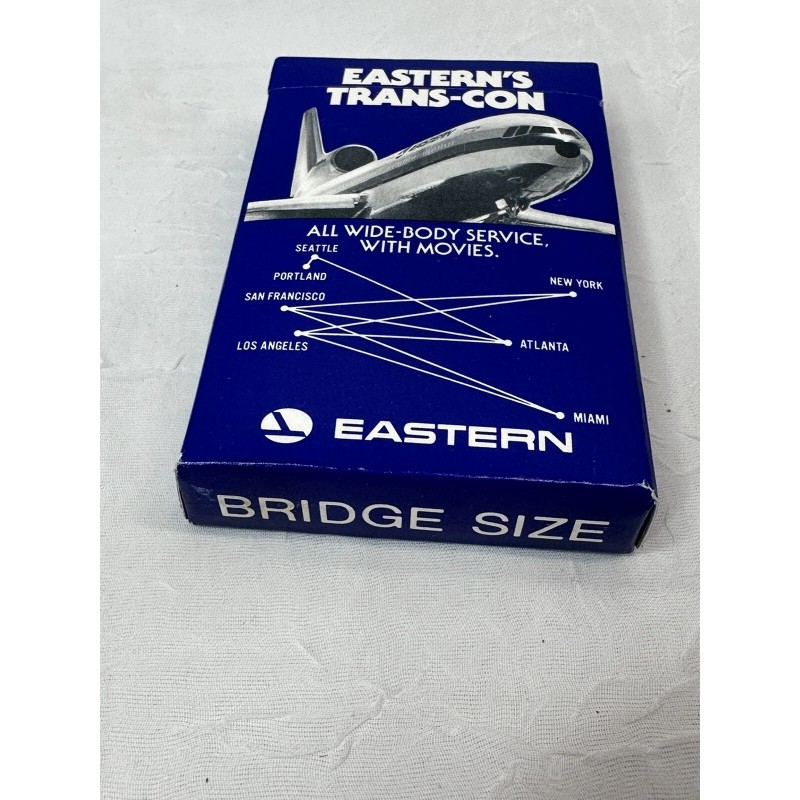 EASTERN'S
TRANS-CON
ALL WIDE-BODY SERVICE,
WITH MOVIES.
SEATTLE
PORTLAND
NEW YORK
SAN FRANCISCO
LOS ANGELES
ATLANTA
MIAMI
EASTERN
BRIDGE SIZE